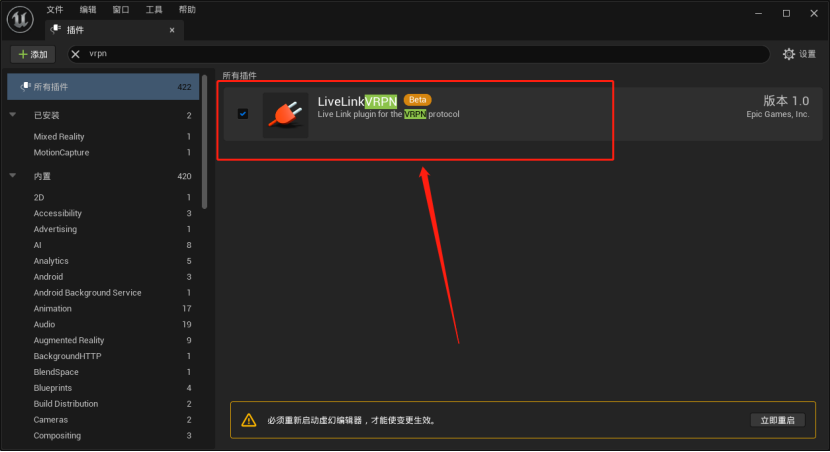 文件 编辑 窗口 工具 帮助
插件
添加 vrpn 设置
所有插件 422
已安装 2
Mixed Reality 1
MotionCapture 1
内置 420
2D 1
Accessibility 3
Advertising 1
AI 8
Analytics 5
Android 3
Android Background Service 1
Animation 17
Audio 19
Augmented Reality 9
BackgroundHTTP 1
BlendSpace 1
Blueprints 4
Build Distribution 2
Cameras 2
Compositing 3
所有插件
LiveLinkVRPN Beta 版本 1.0
Live Link plugin for the VRPN protocol Epic Games, Inc.
必须重新启动虚幻编辑器，才能使变更生效。 立即重启